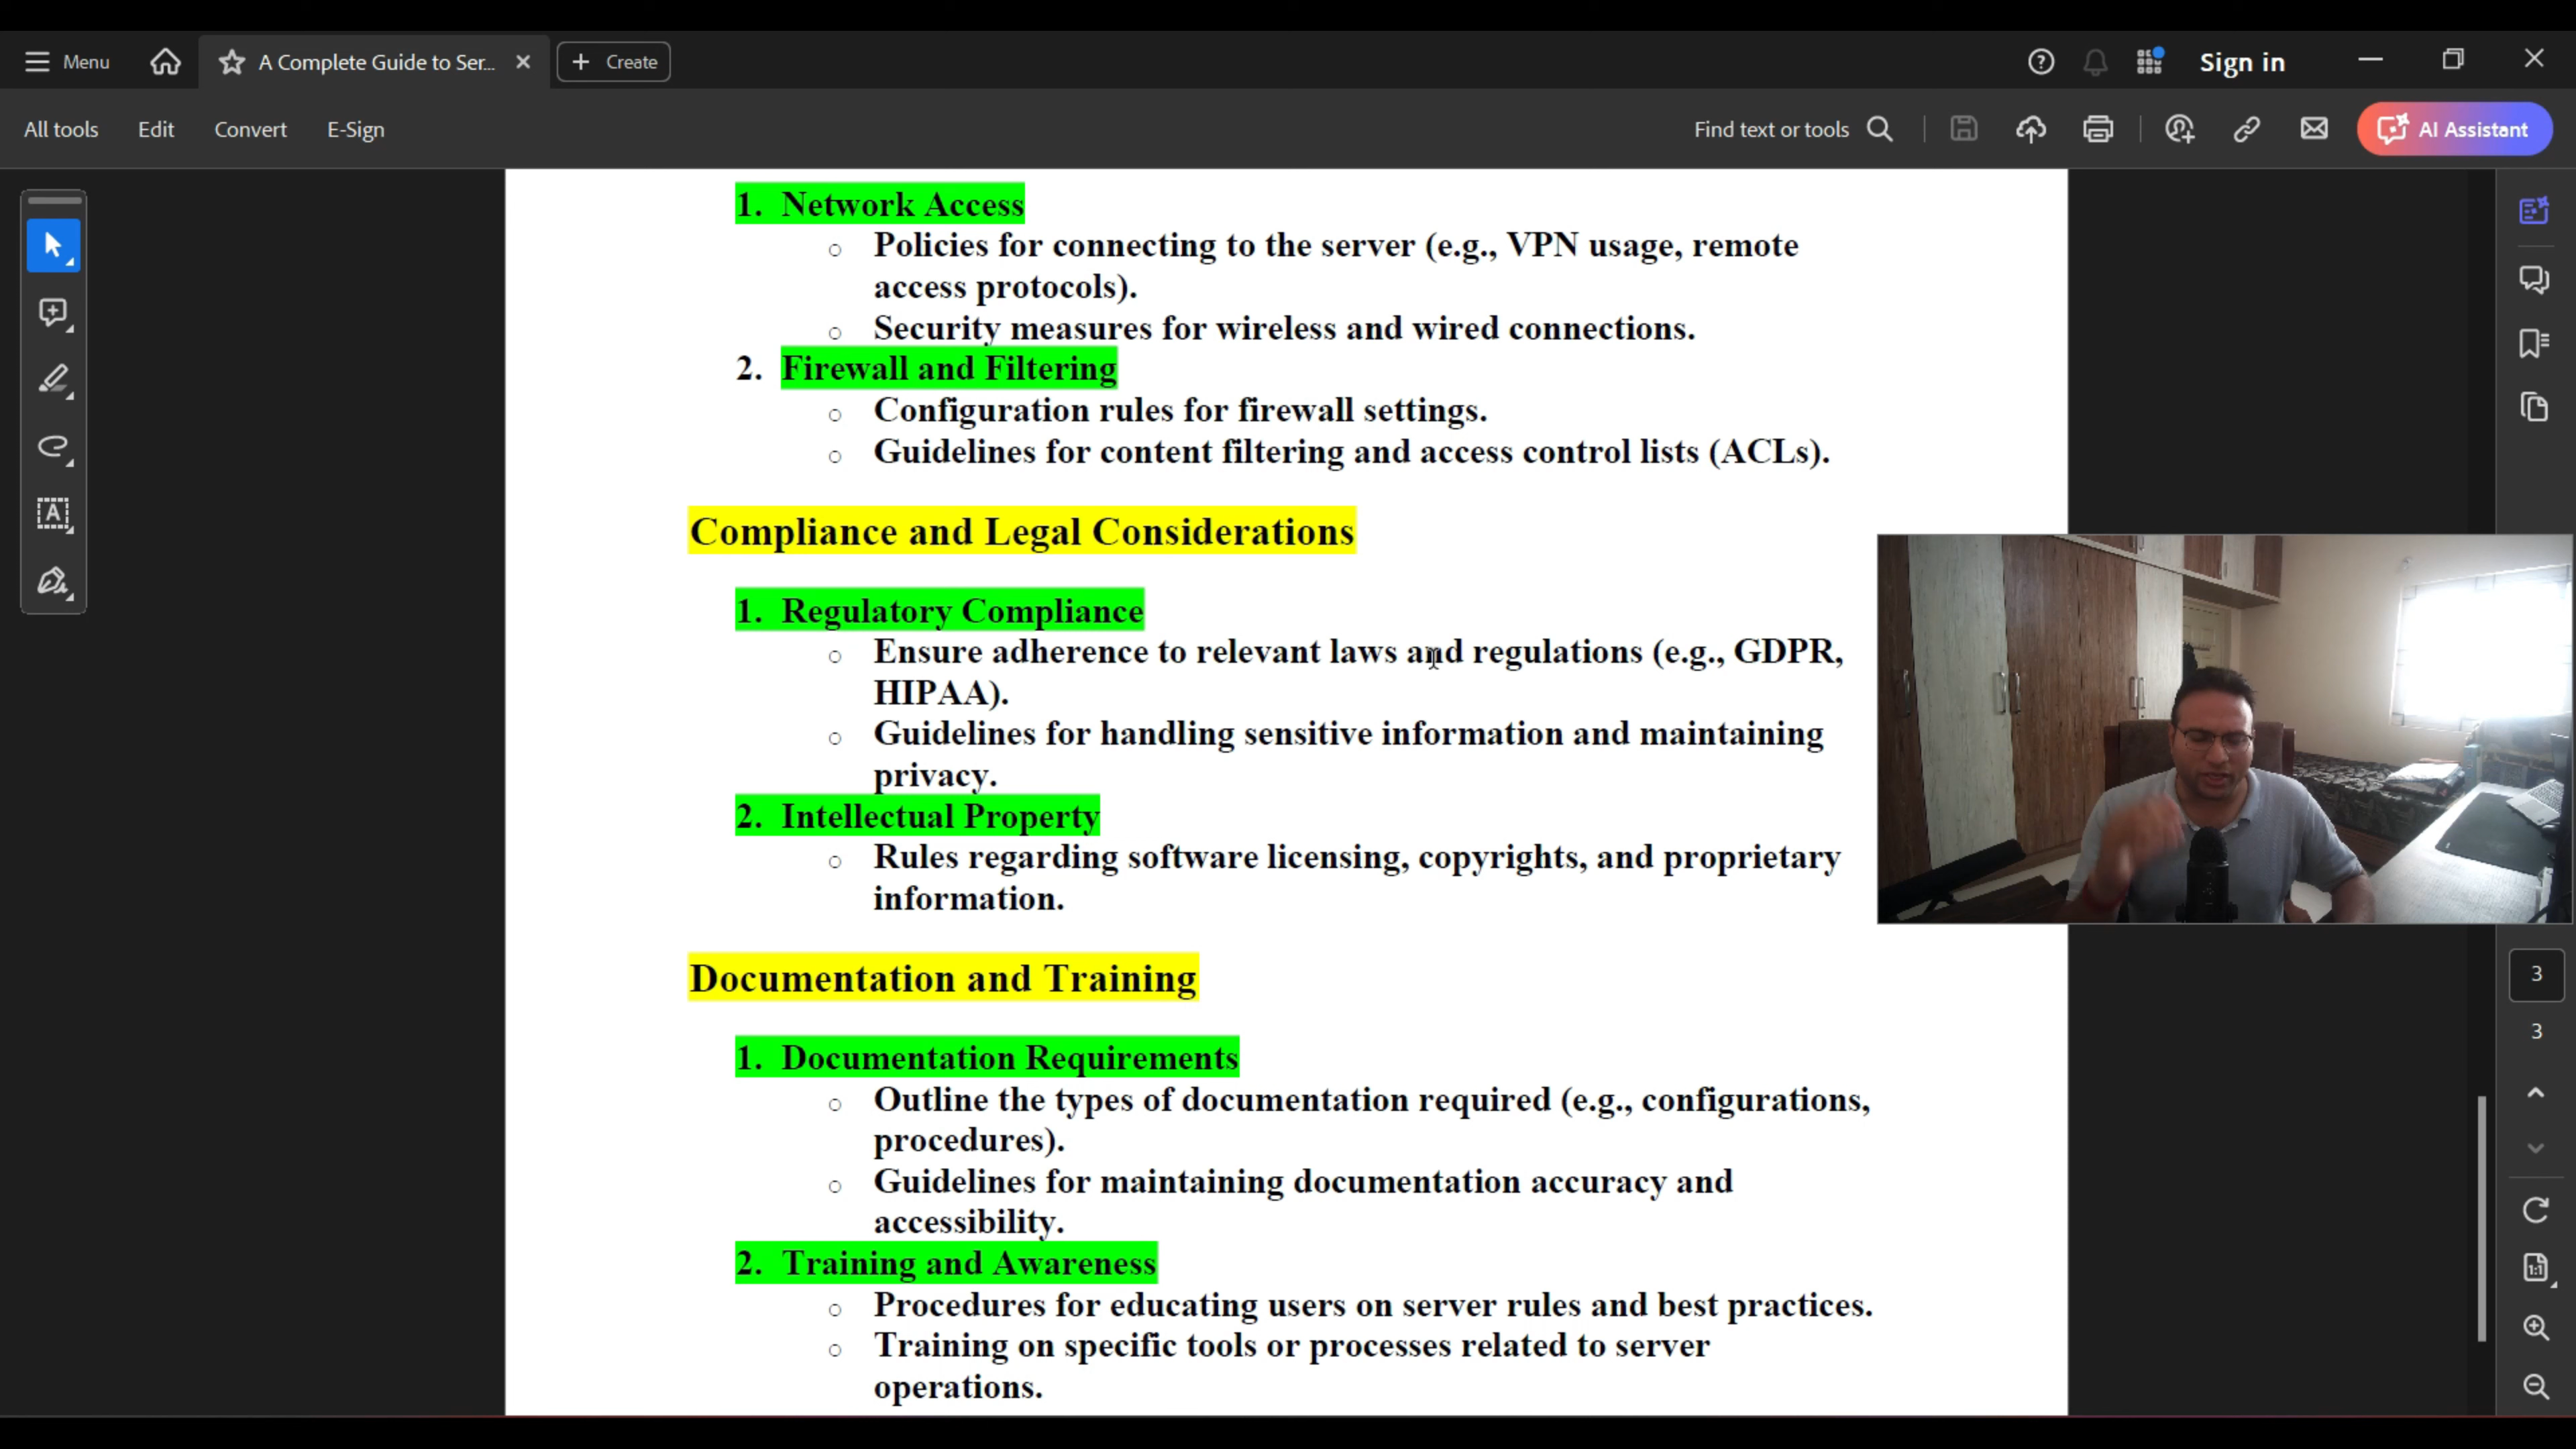 Menu
A Complete Guide to Ser...
Create
Sign in
All tools
Edit
Convert
E-Sign
Find text or tools
AI Assistant
1. Network Access
Policies for connecting to the server (e.g., VPN usage, remote
access protocols).
Security measures for wireless and wired connections.
2. Firewall and Filtering
Configuration rules for firewall settings.
Guidelines for content filtering and access control lists (ACLs).
Compliance and Legal Considerations
1. Regulatory Compliance
Ensure adherence to relevant laws and regulations (e.g., GDPR,
HIPAA).
Guidelines for handling sensitive information and maintaining
privacy.
2. Intellectual Property
Rules regarding software licensing, copyrights, and proprietary
information.
Documentation and Training
1. Documentation Requirements
Outline the types of documentation required (e.g., configurations,
procedures).
Guidelines for maintaining documentation accuracy and
accessibility.
2. Training and Awareness
Procedures for educating users on server rules and best practices.
Training on specific tools or processes related to server
operations.
3
3